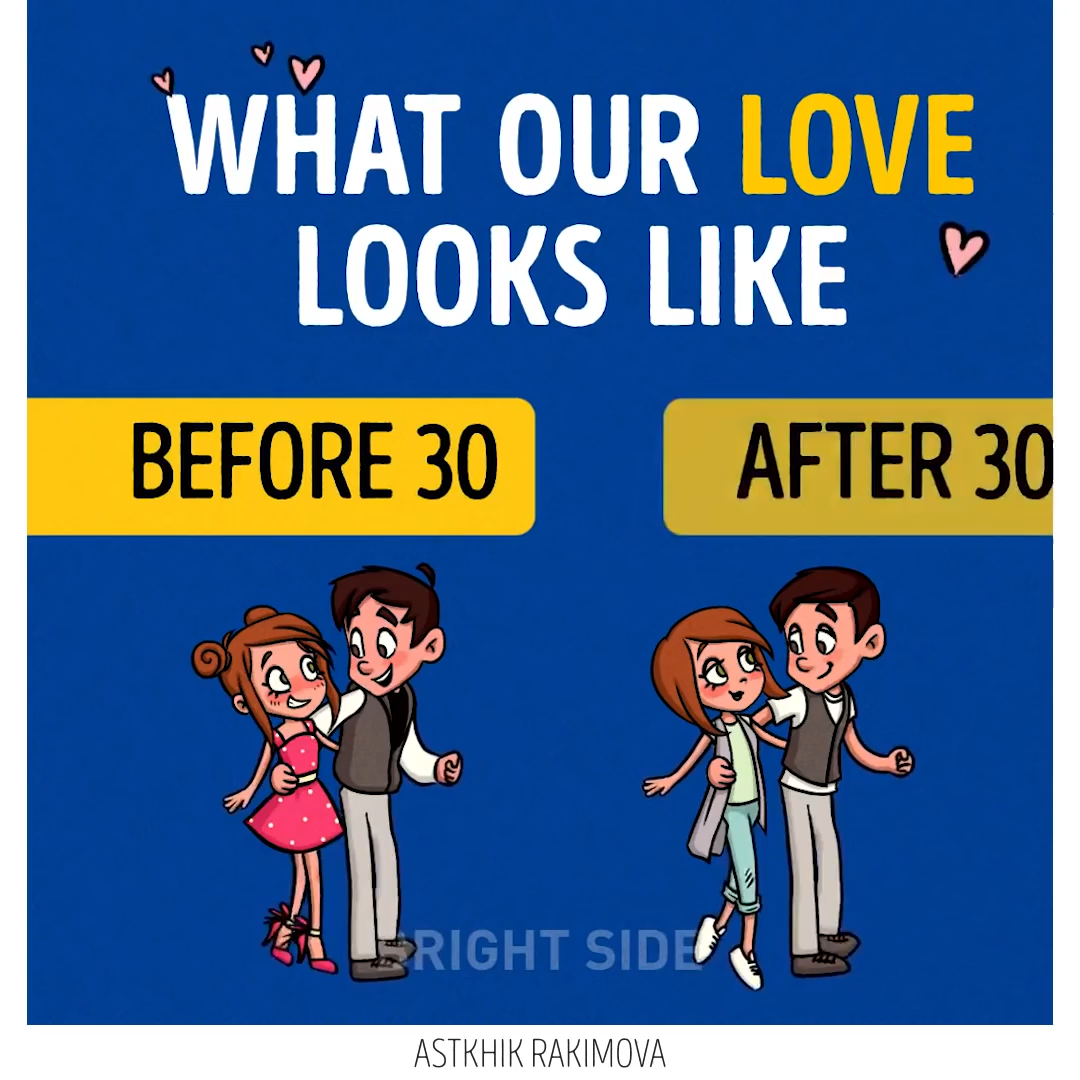 WHAT OUR LOVE
LOOKS LIKE
BEFORE 30
AFTER 30
BRIGHT SIDE
ASTKHIK RAKIMOVA